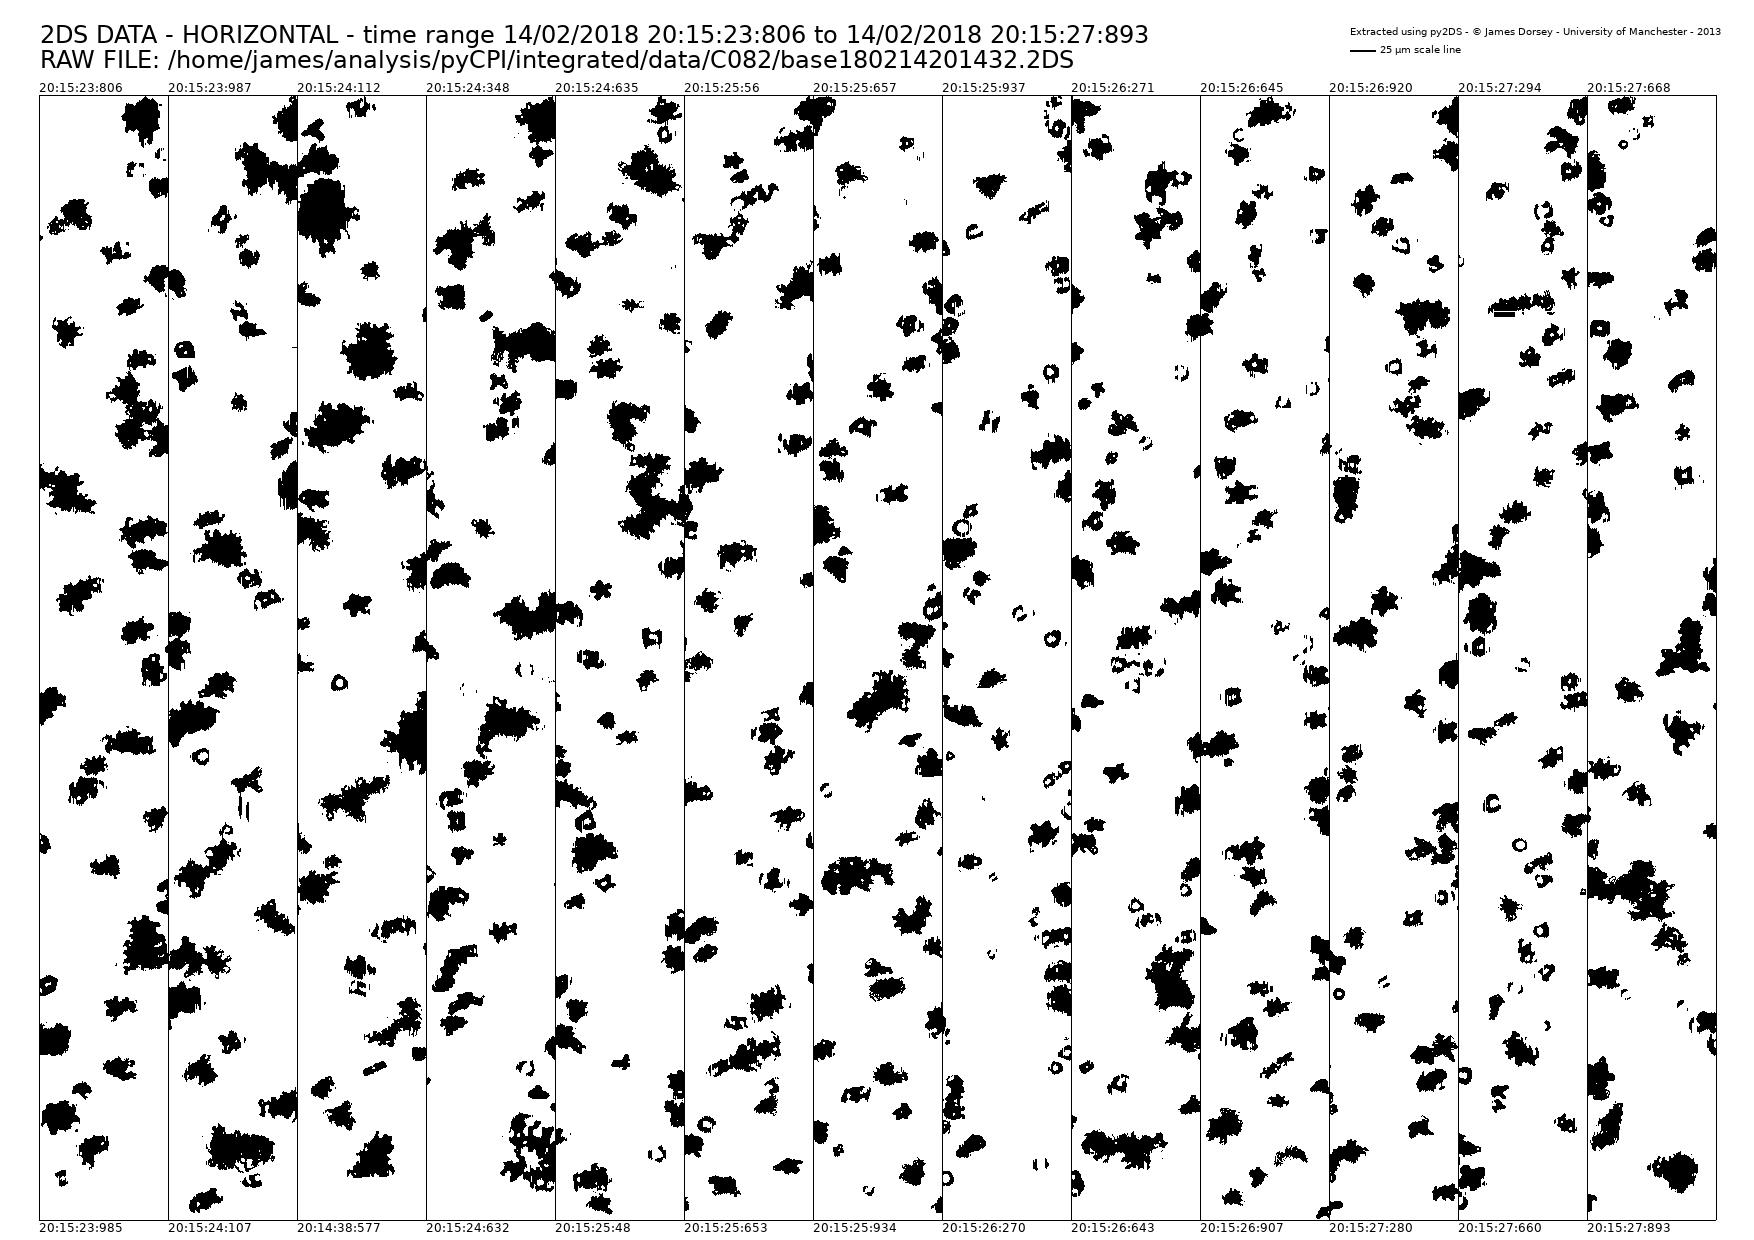 2DS DATA - HORIZONTAL - time range 14/02/2018 20:15:23:806 to 14/02/2018 20:15:27:893
RAW FILE: /home/james/analysis/pyCPI/integrated/data/C082/base180214201432.2DS
Extracted using py2DS - © James Dorsey - University of Manchester - 2013
25 µm scale line
20:15:23:806 20:15:23:987 20:15:24:112 20:15:24:348 20:15:24:635 20:15:25:56 20:15:25:657 20:15:25:937 20:15:26:271 20:15:26:645 20:15:26:920 20:15:27:294 20:15:27:668
20:15:23:985 20:15:24:107 20:14:38:577 20:15:24:632 20:15:25:48 20:15:25:653 20:15:25:934 20:15:26:270 20:15:26:643 20:15:26:907 20:15:27:280 20:15:27:660 20:15:27:893